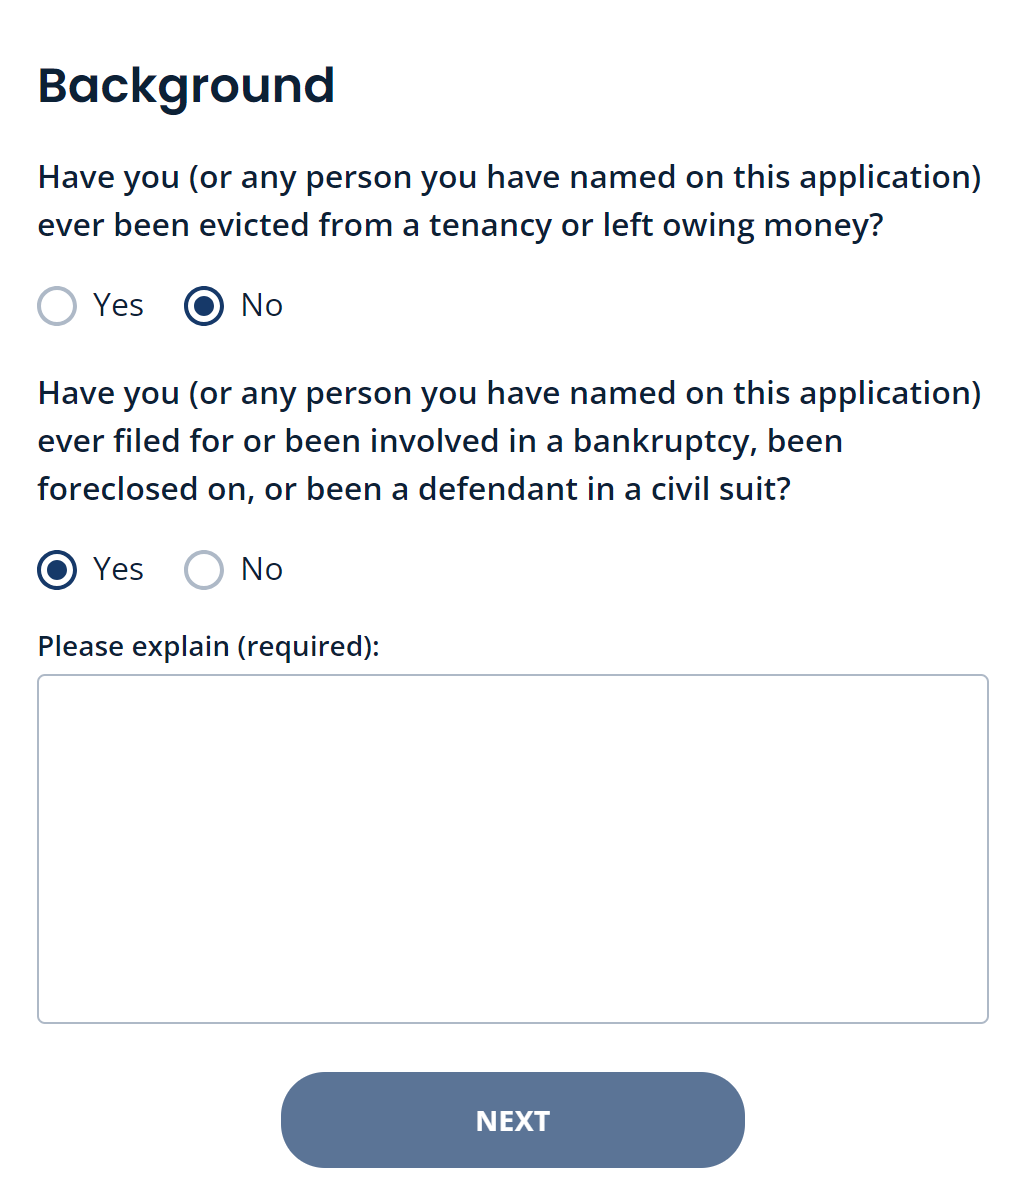 Background
Have you (or any person you have named on this application)
ever been evicted from a tenancy or left owing money?
Yes No
Have you (or any person you have named on this application)
ever filed for or been involved in a bankruptcy, been
foreclosed on, or been a defendant in a civil suit?
Yes No
Please explain (required):
NEXT